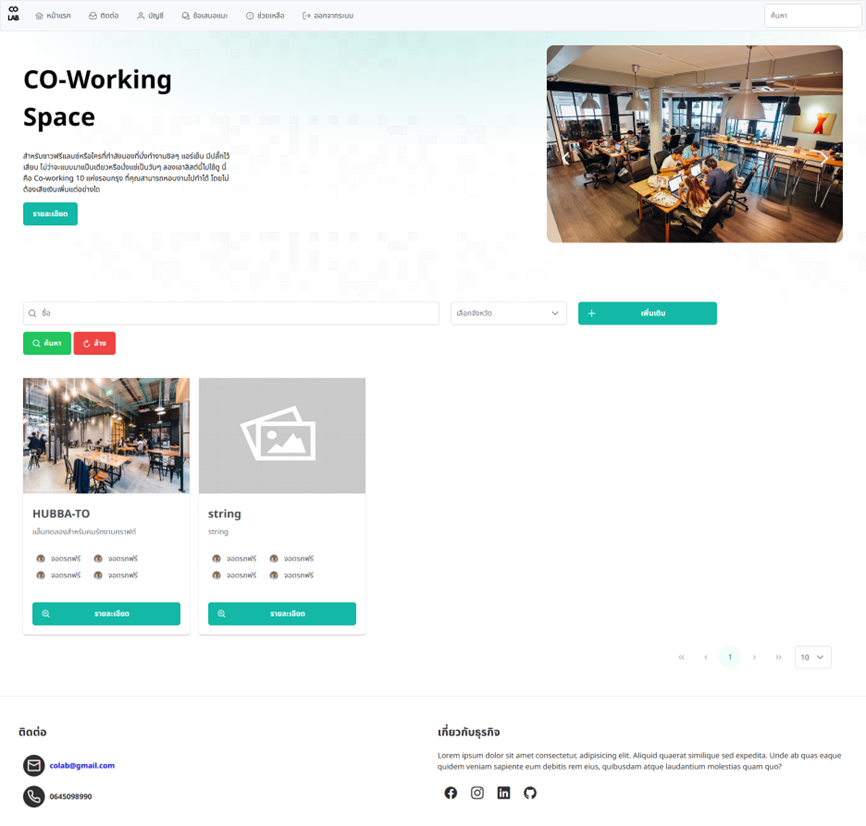 CO
LAB
หน้าแรก
ติดต่อ
บัญชี
ข้อเสนอแนะ
ช่วยเหลือ
ออกจากระบบ
ค้นหา
CO-Working
Space
สำหรับชาวฟรีแลนซ์หรือใครที่กำลังมองที่นั่งทำงานชิลๆ แอร์เย็น มีปลั๊กไว้
เสียบ ไม่ว่าจะแบบมาแป๊บเดียวหรือนั่งแช่เป็นวันๆ ลองเอาลิสต์นี้ไปใช้ดู นี่
คือ Co-working 10 แห่งรอบกรุง ที่คุณสามารถหอบงานไปทำได้ โดยไม่
ต้องเสียเงินเพิ่มแต่อย่างใด
รายละเอียด
ชื่อ
เลือกจังหวัด
เพิ่มเติม
ค้นหา
ล้าง
HUBBA-TO
แล็บทดลองสำหรับคนรักงานคราฟต์
จอดรถฟรี
จอดรถฟรี
จอดรถฟรี
จอดรถฟรี
รายละเอียด
string
string
จอดรถฟรี
จอดรถฟรี
จอดรถฟรี
จอดรถฟรี
รายละเอียด
1
10
ติดต่อ
colab@gmail.com
0645098990
เกี่ยวกับธุรกิจ
Lorem ipsum dolor sit amet consectetur, adipisicing elit. Aliquid quaerat similique sed expedita. Unde ab quas eaque
quidem veniam sapiente eum debitis rem eius, quibusdam atque laudantium molestias quam quo?